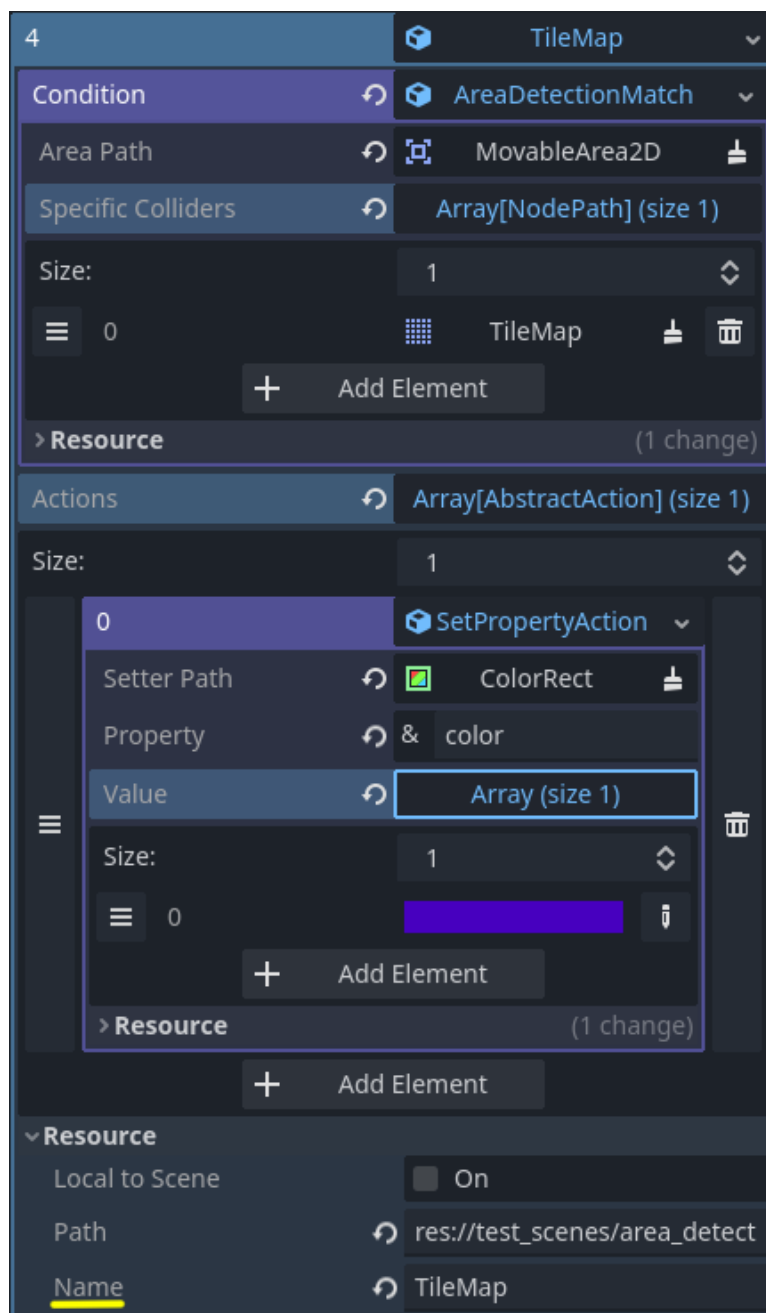 4 TileMap
Condition AreaDetectionMatch
Area Path MovableArea2D
Specific Colliders Array[NodePath] (size 1)
Size: 1
0 TileMap
Add Element
Resource (1 change)
Actions Array[AbstractAction] (size 1)
Size: 1
0 SetPropertyAction
Setter Path ColorRect
Property & color
Value Array (size 1)
Size: 1
0
Add Element
Resource (1 change)
Add Element
Resource
Local to Scene On
Path res://test_scenes/area_detect
Name TileMap